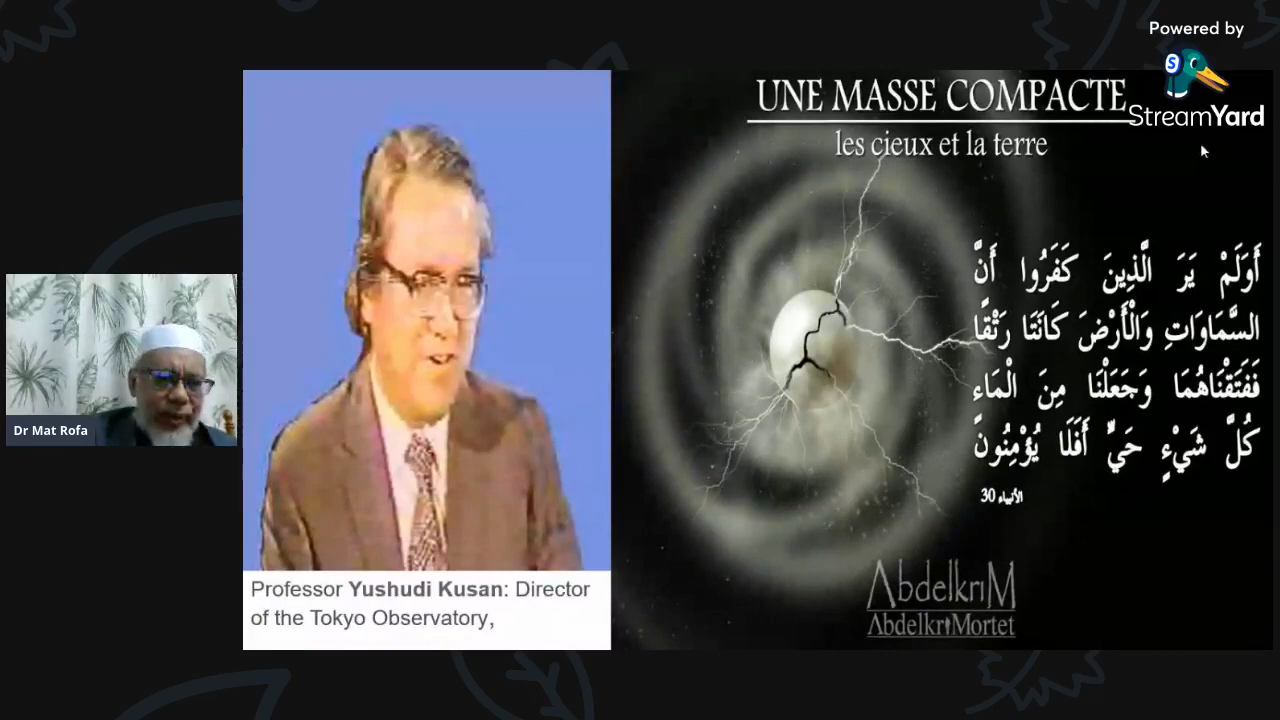 Powered by
StreamYard
Dr Mat Rofa
Professor Yushudi Kusan: Director
of the Tokyo Observatory,
UNE MASSE COMPACTE
les cieux et la terre
أَوَلَمْ يَرَ الَّذِينَ كَفَرُوا أَنَّ
السَّمَاوَاتِ وَالْأَرْضَ كَانَتَا رَتْقًا
فَفَتَقْنَاهُمَا وَجَعَلْنَا مِنَ الْمَاءِ
كُلَّ شَيْءٍ حَيٍّ أَفَلَا يُؤْمِنُونَ
الأنبياء 30
AbdelkriM
AbdelkriMortet